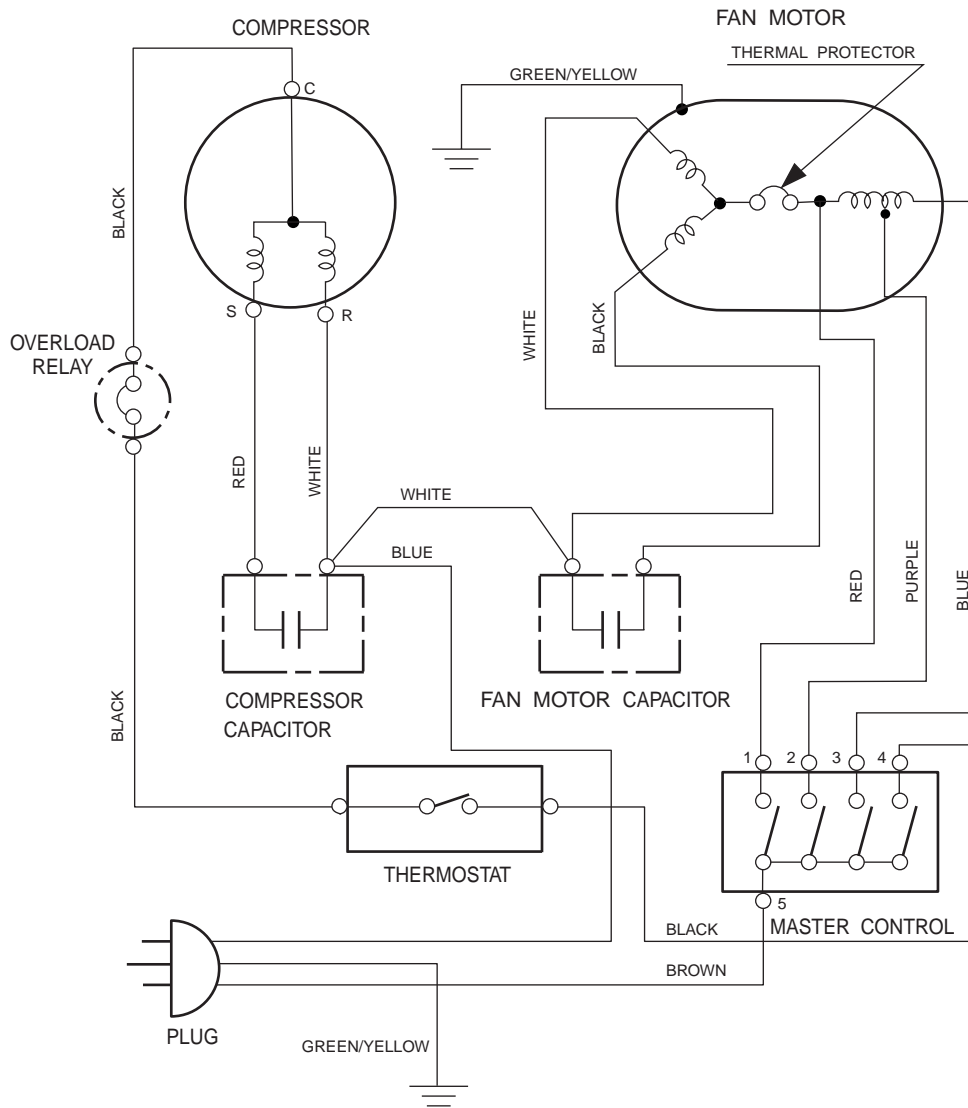 FAN MOTOR
COMPRESSOR
THERMAL PROTECTOR
GREEN/YELLOW
C
BLACK
S
R
WHITE
BLACK
OVERLOAD
RELAY
RED
WHITE
WHITE
BLUE
RED
PURPLE
BLUE
COMPRESSOR
CAPACITOR
FAN MOTOR CAPACITOR
BLACK
1
2
3
4
THERMOSTAT
5
MASTER CONTROL
BLACK
BROWN
PLUG
GREEN/YELLOW